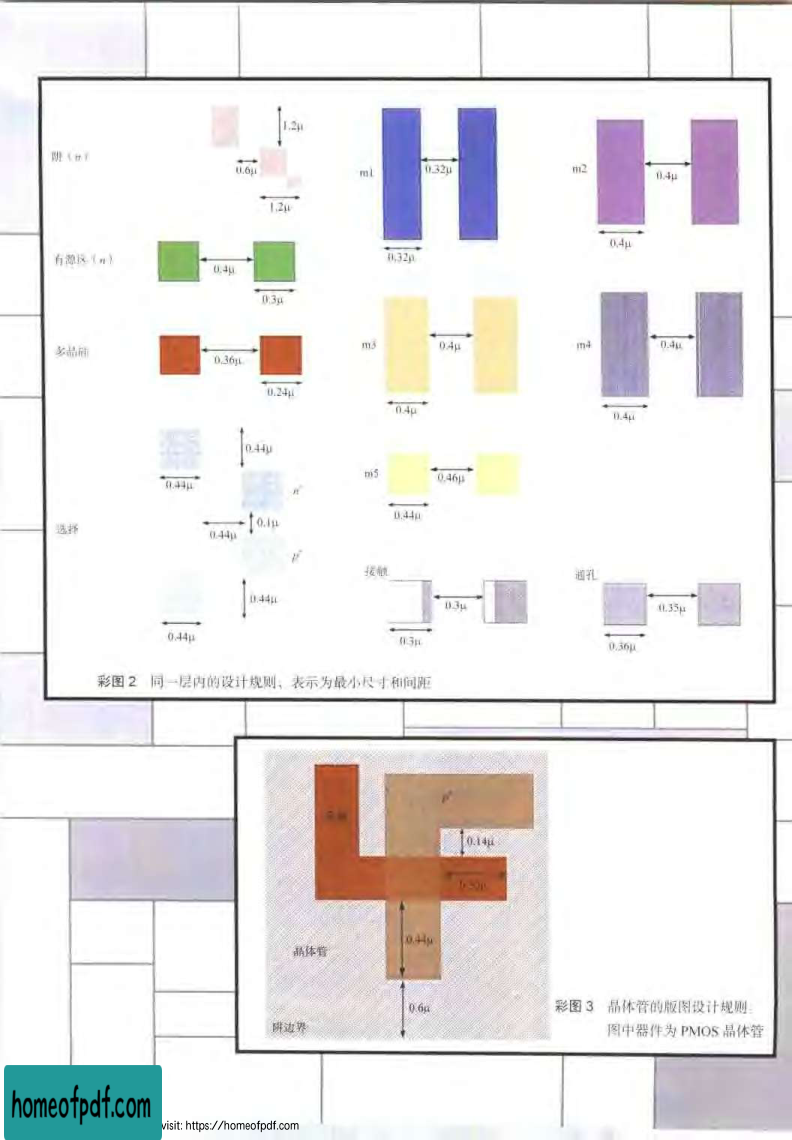 阱（n）
1.2μ
0.6μ
1.2μ
m1
0.32μ
0.32μ
m2
0.4μ
0.4μ
有源区（n）
0.4μ
0.3μ
多晶硅
0.36μ
0.24μ
m3
0.4μ
0.4μ
m4
0.4μ
0.4μ
选择
0.44μ
0.44μ
n⁺
0.1μ
0.44μ
p⁺
0.44μ
0.44μ
m5
0.46μ
0.44μ
接触
0.3μ
0.3μ
通孔
0.35μ
0.36μ
彩图 2 同一层内的设计规则、表示为最小尺寸和间距
p⁺
0.14μ
0.44μ
晶体管
0.6μ
阱边界
彩图 3 晶体管的版图设计规则.
图中器件为 PMOS 晶体管
homeofpdf.com
visit: https://homeofpdf.com